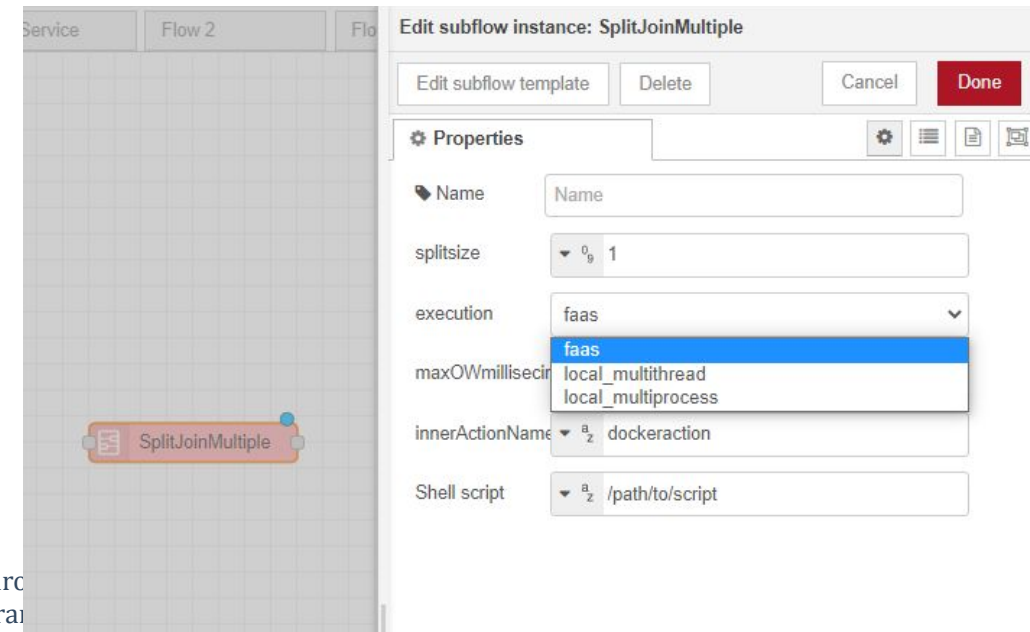 Service Flow 2 Flo
Edit subflow instance: SplitJoinMultiple
Edit subflow template Delete Cancel Done
Properties
Name Name
splitsize 1
execution faas
faas
maxOWmillisecin local_multithread
local_multiprocess
innerActionName dockeraction
SplitJoinMultiple
Shell script /path/to/script